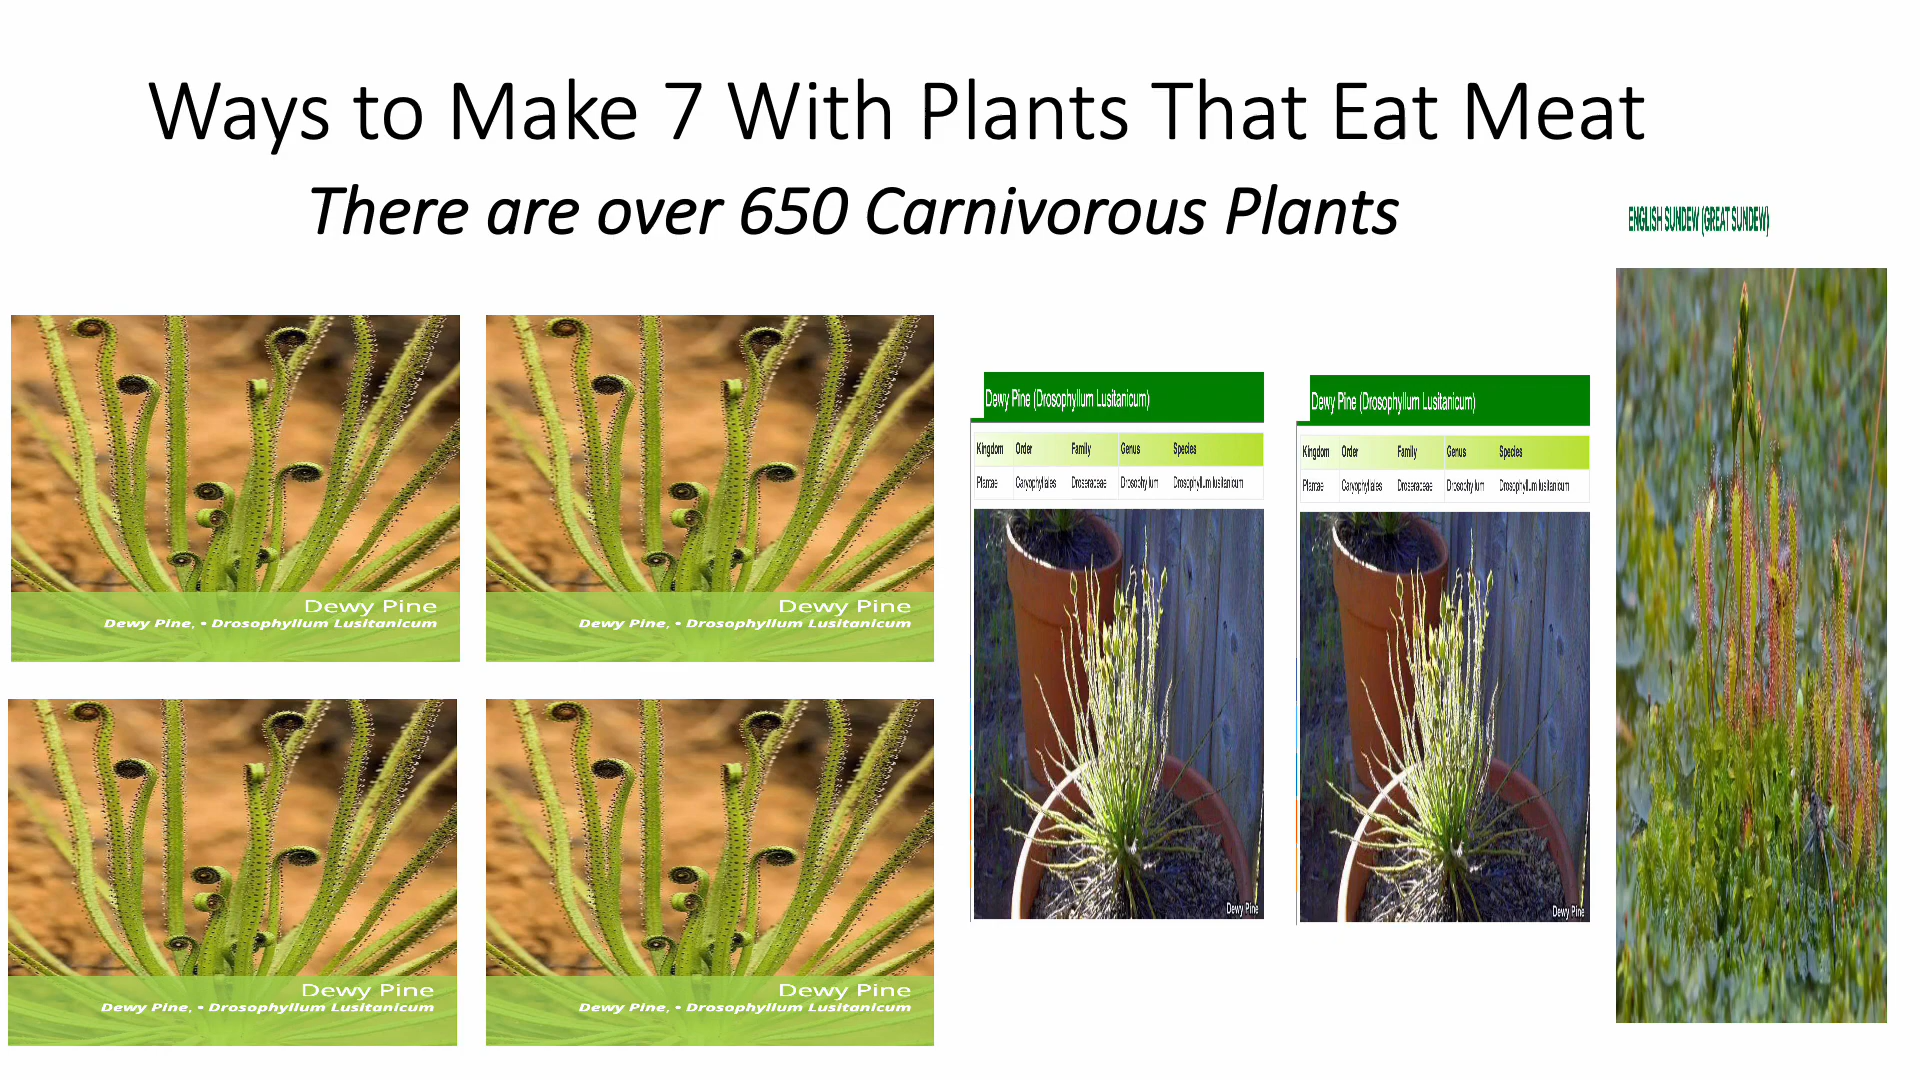 Ways to Make 7 With Plants That Eat Meat
There are over 650 Carnivorous Plants
ENGLISH SUNDEW (GREAT SUNDEW)
Dewy Pine
Dewy Pine, • Drosophyllum Lusitanicum
Dewy Pine
Dewy Pine, • Drosophyllum Lusitanicum
Dewy Pine (Drosophyllum Lusitanicum)
Kingdom Order Family Genus Species
Plantae Caryophyllales Droseraceae Drosophyllum Drosophyllum lusitanicum
Dewy Pine
Dewy Pine (Drosophyllum Lusitanicum)
Kingdom Order Family Genus Species
Plantae Caryophyllales Droseraceae Drosophyllum Drosophyllum lusitanicum
Dewy Pine
Dewy Pine
Dewy Pine, • Drosophyllum Lusitanicum
Dewy Pine
Dewy Pine, • Drosophyllum Lusitanicum